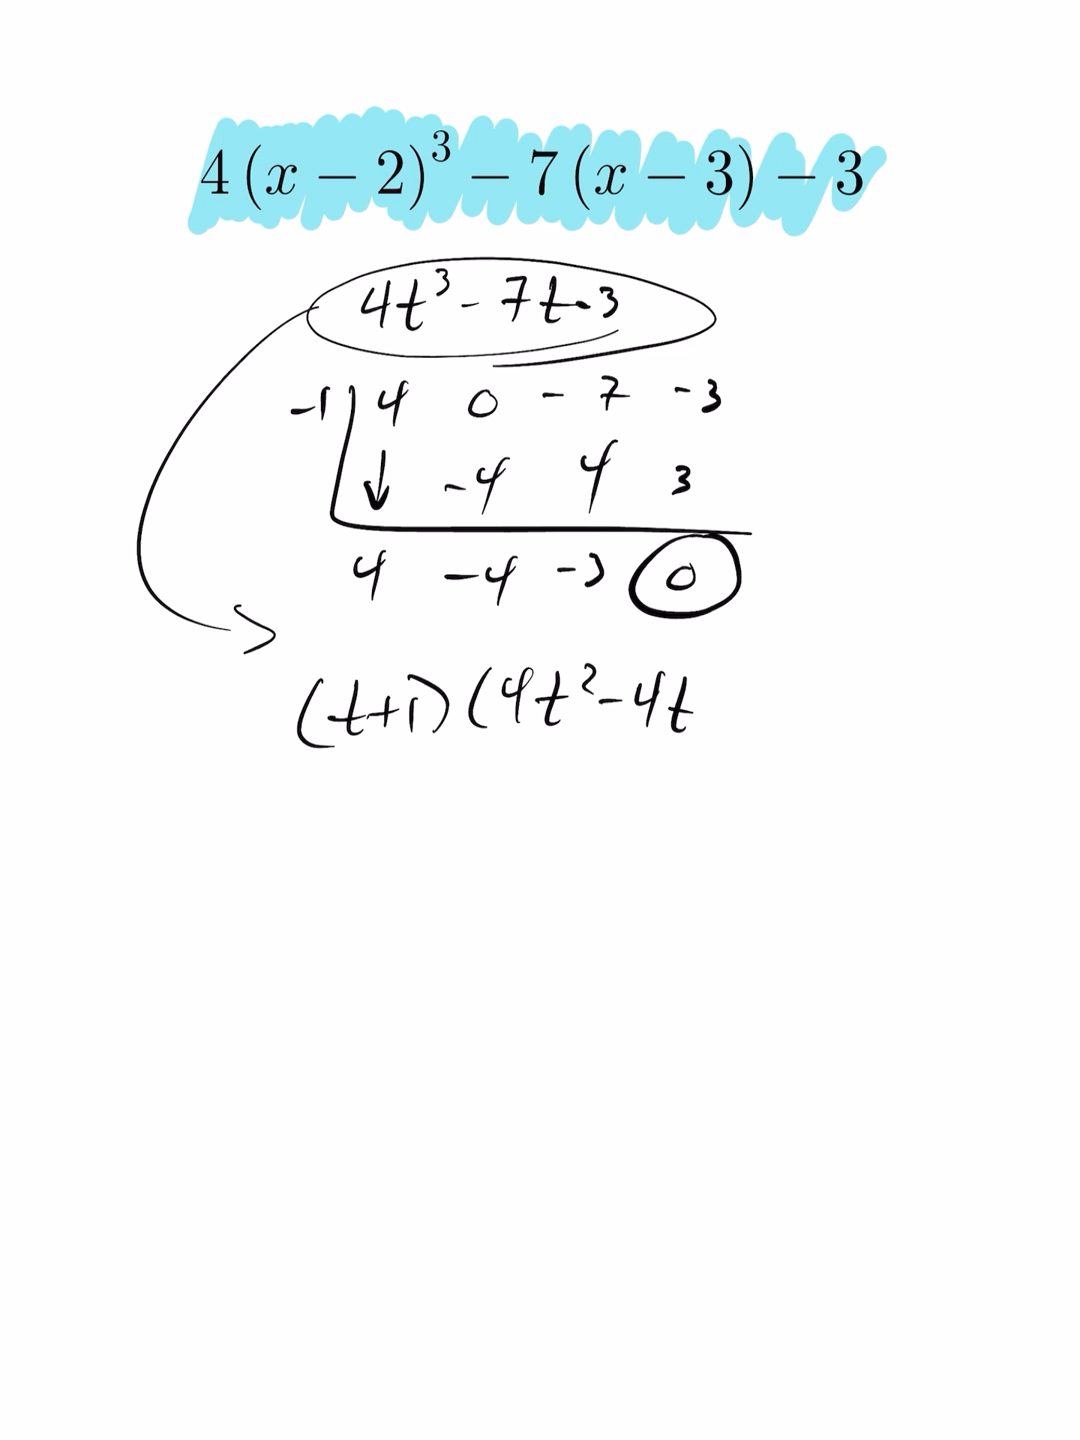 4(x − 2)³ − 7(x − 3) − 3
4t³ - 7t - 3
-1 4 0 - 7 -3
↓ -4 4 3
4 -4 -3 0
(t+1)(4t²-4t